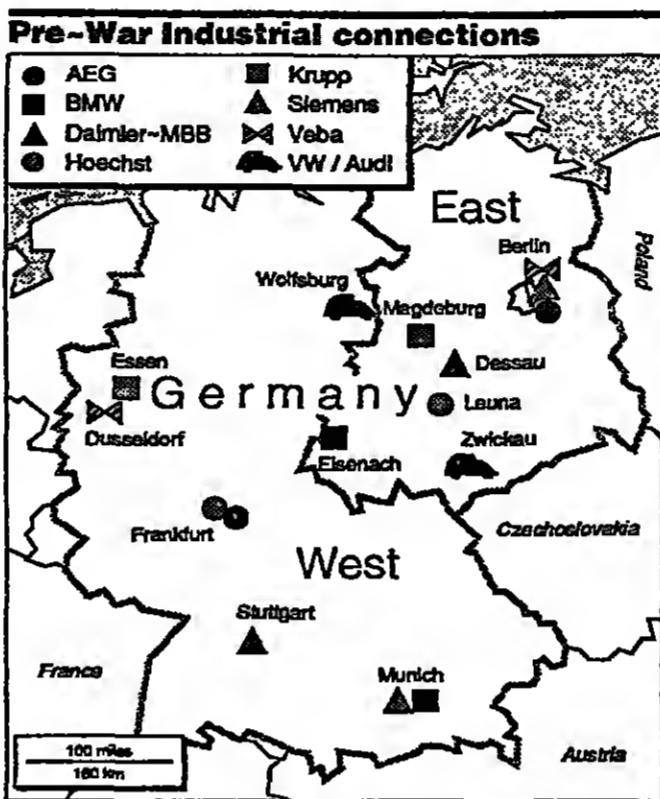 Pre-War Industrial connections
AEG
BMW
Daimler-MBB
Hoechst
Krupp
Siemens
Veba
VW / Audi
East
Berlin
Poland
Wolfsburg
Magdeburg
Essen
Dessau
Germany
Leuna
Dusseldorf
Zwickau
Eisenach
Frankfurt
Czechoslovakia
West
Stuttgart
France
Munich
100 miles
160 km
Austria